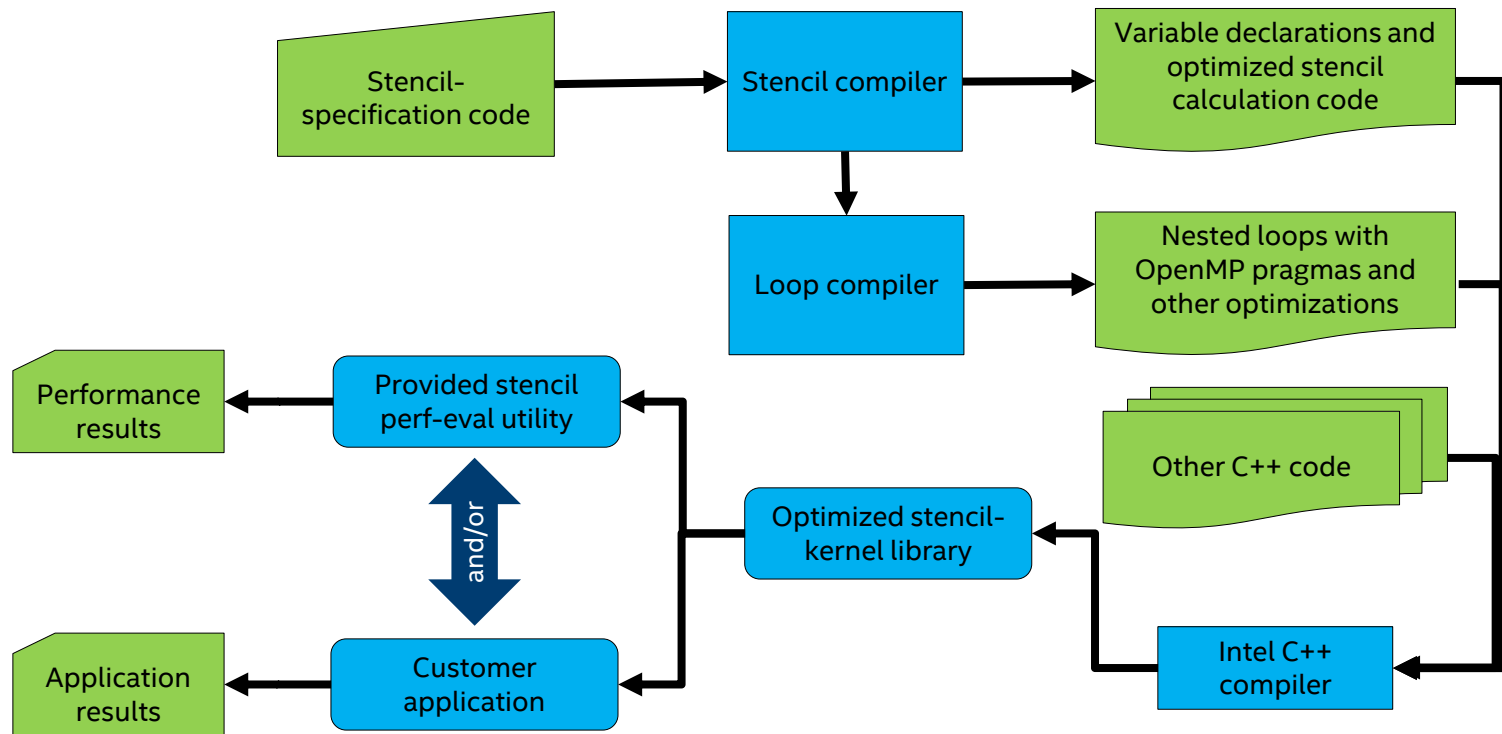 Stencil-
specification code
Stencil compiler
Variable declarations and
optimized stencil
calculation code
Loop compiler
Nested loops with
OpenMP pragmas and
other optimizations
Performance
results
Provided stencil
perf-eval utility
Other C++ code
and/or
Optimized stencil-
kernel library
Application
results
Customer
application
Intel C++
compiler